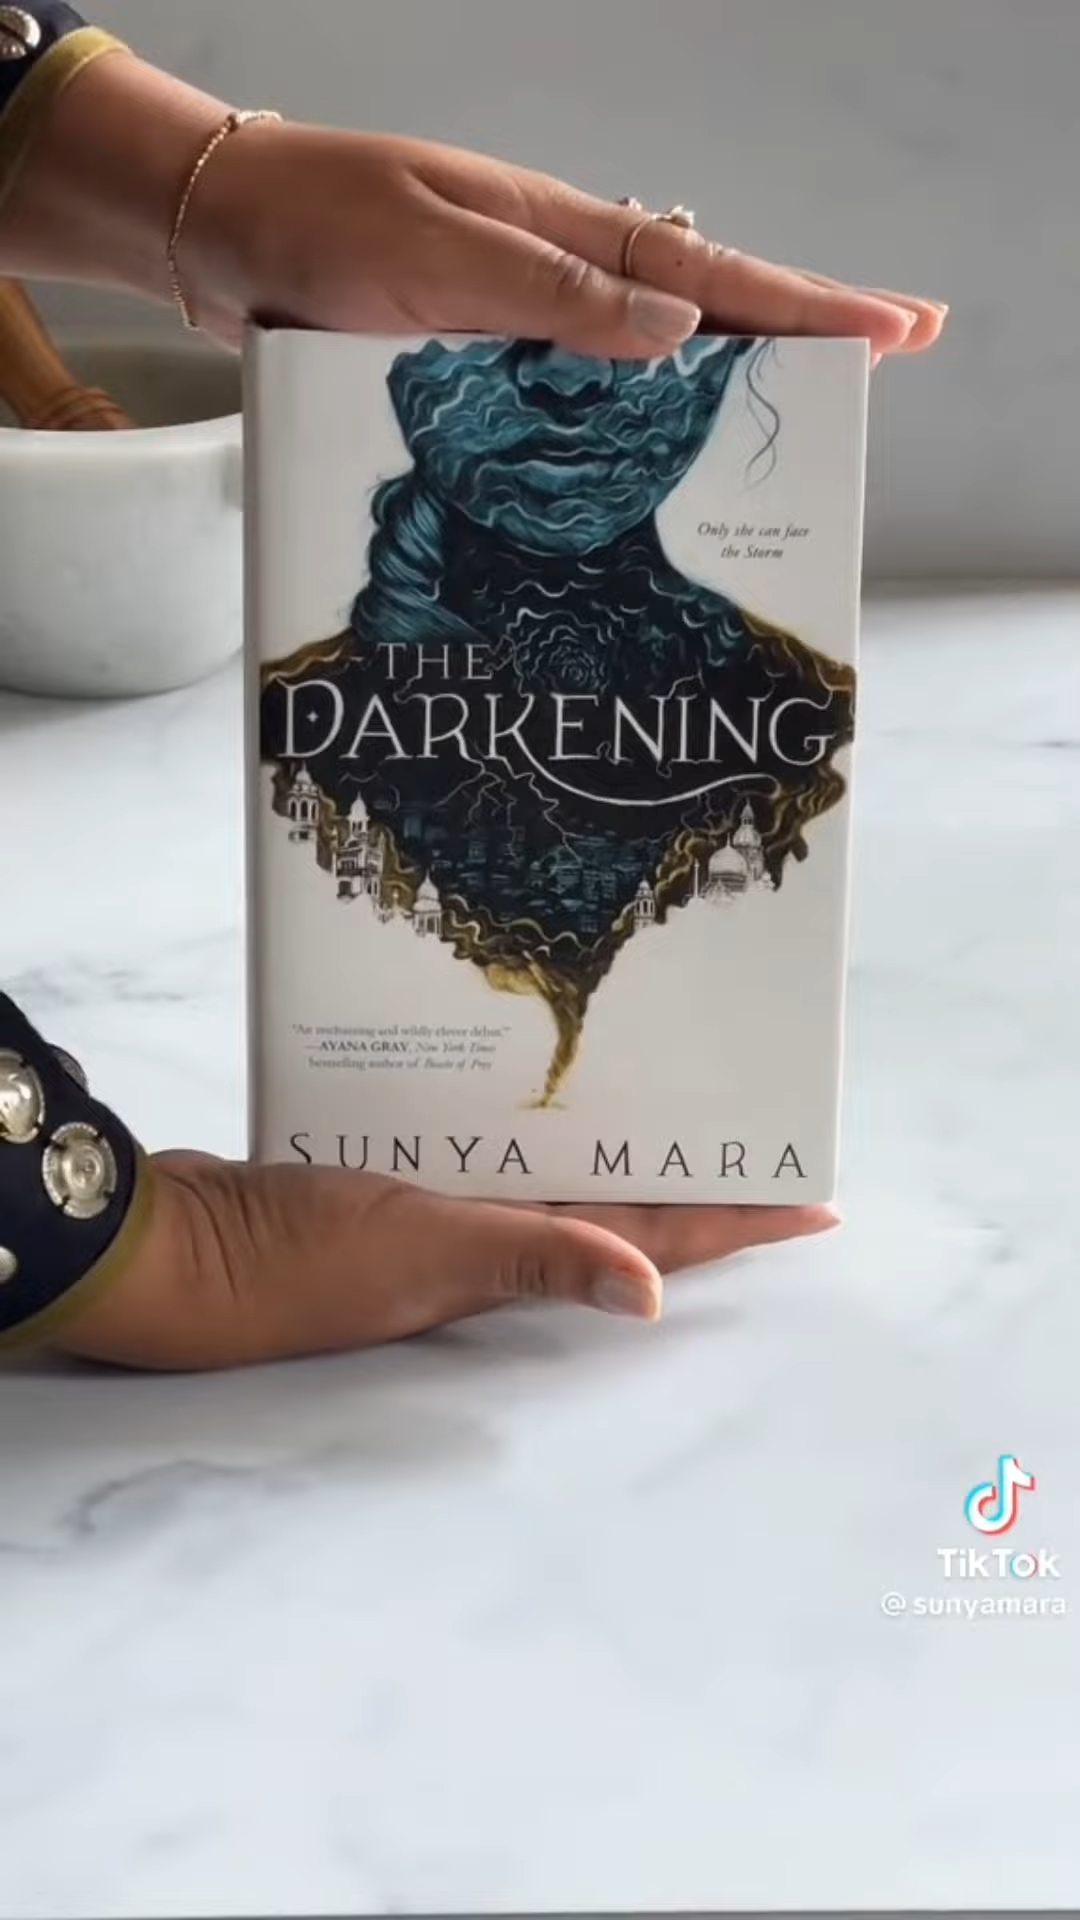 Only she can face
the Storm
THE
DARKENING
"An enchanting and wildly clever debut."
—AYANA GRAY, New York Times
bestselling author of Beasts of Prey
SUNYA MARA
TikTok
@sunyamara